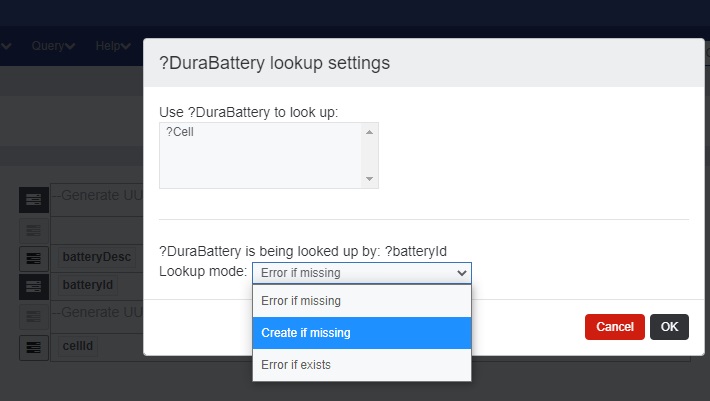 Query
Help
?DuraBattery lookup settings
Use ?DuraBattery to look up:
?Cell
--Generate UU
batteryDesc
?DuraBattery is being looked up by: ?batteryId
Lookup mode: Error if missing
batteryId
Error if missing
--Generate UU
Create if missing
Cancel
OK
cellId
Error if exists